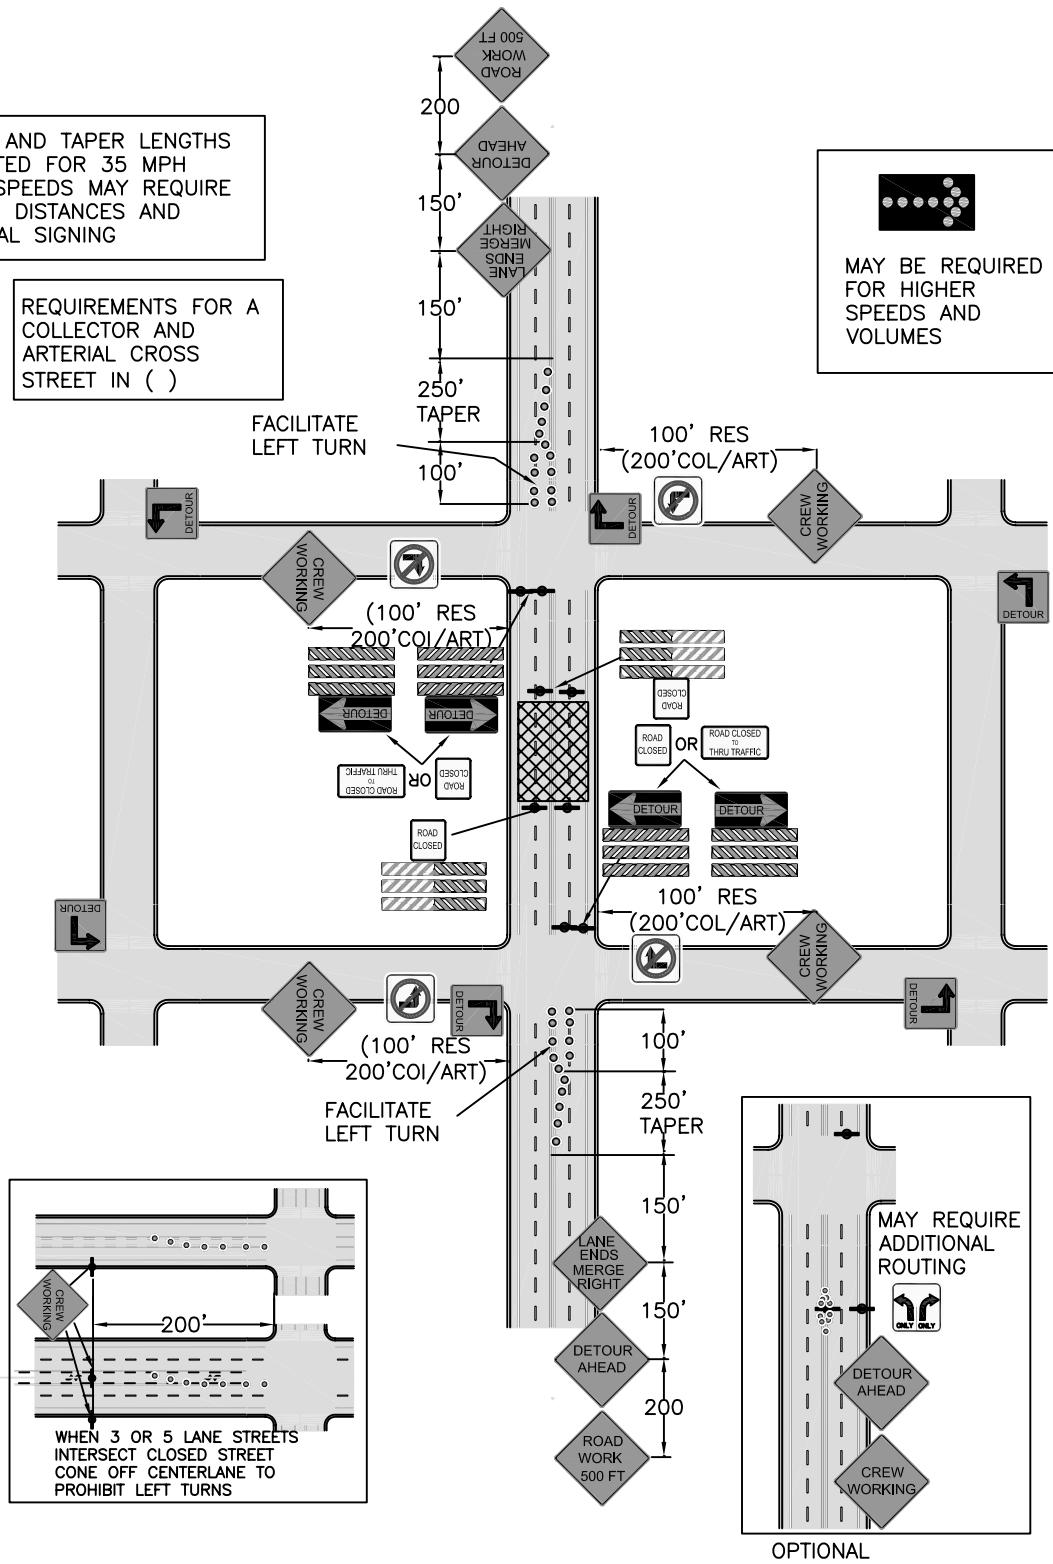 ROAD
WORK
500 FT
200
DETOUR
AHEAD
150'
LANE
ENDS
MERGE
RIGHT
150'
250'
TAPER
100'
AND TAPER LENGTHS
TED FOR 35 MPH
SPEEDS MAY REQUIRE
DISTANCES AND
AL SIGNING
REQUIREMENTS FOR A
COLLECTOR AND
ARTERIAL CROSS
STREET IN ( )
MAY BE REQUIRED
FOR HIGHER
SPEEDS AND
VOLUMES
FACILITATE
LEFT TURN
100' RES
(200'COL/ART)
DETOUR
DETOUR
CREW
WORKING
CREW
WORKING
DETOUR
(100' RES
200'COl/ART)
DETOUR
DETOUR
ROAD CLOSED
TO
THRU TRAFFIC
OR
ROAD
CLOSED
ROAD
CLOSED
ROAD
CLOSED
OR
ROAD CLOSED
TO
THRU TRAFFIC
DETOUR
DETOUR
ROAD
CLOSED
100' RES
(200'COL/ART)
DETOUR
CREW
WORKING
CREW
WORKING
DETOUR
DETOUR
(100' RES
200'COl/ART)
FACILITATE
LEFT TURN
100'
250'
TAPER
150'
LANE
ENDS
MERGE
RIGHT
150'
DETOUR
AHEAD
200
ROAD
WORK
500 FT
CREW
WORKING
200'
WHEN 3 OR 5 LANE STREETS
INTERSECT CLOSED STREET
CONE OFF CENTERLANE TO
PROHIBIT LEFT TURNS
MAY REQUIRE
ADDITIONAL
ROUTING
ONLY ONLY
DETOUR
AHEAD
CREW
WORKING
OPTIONAL